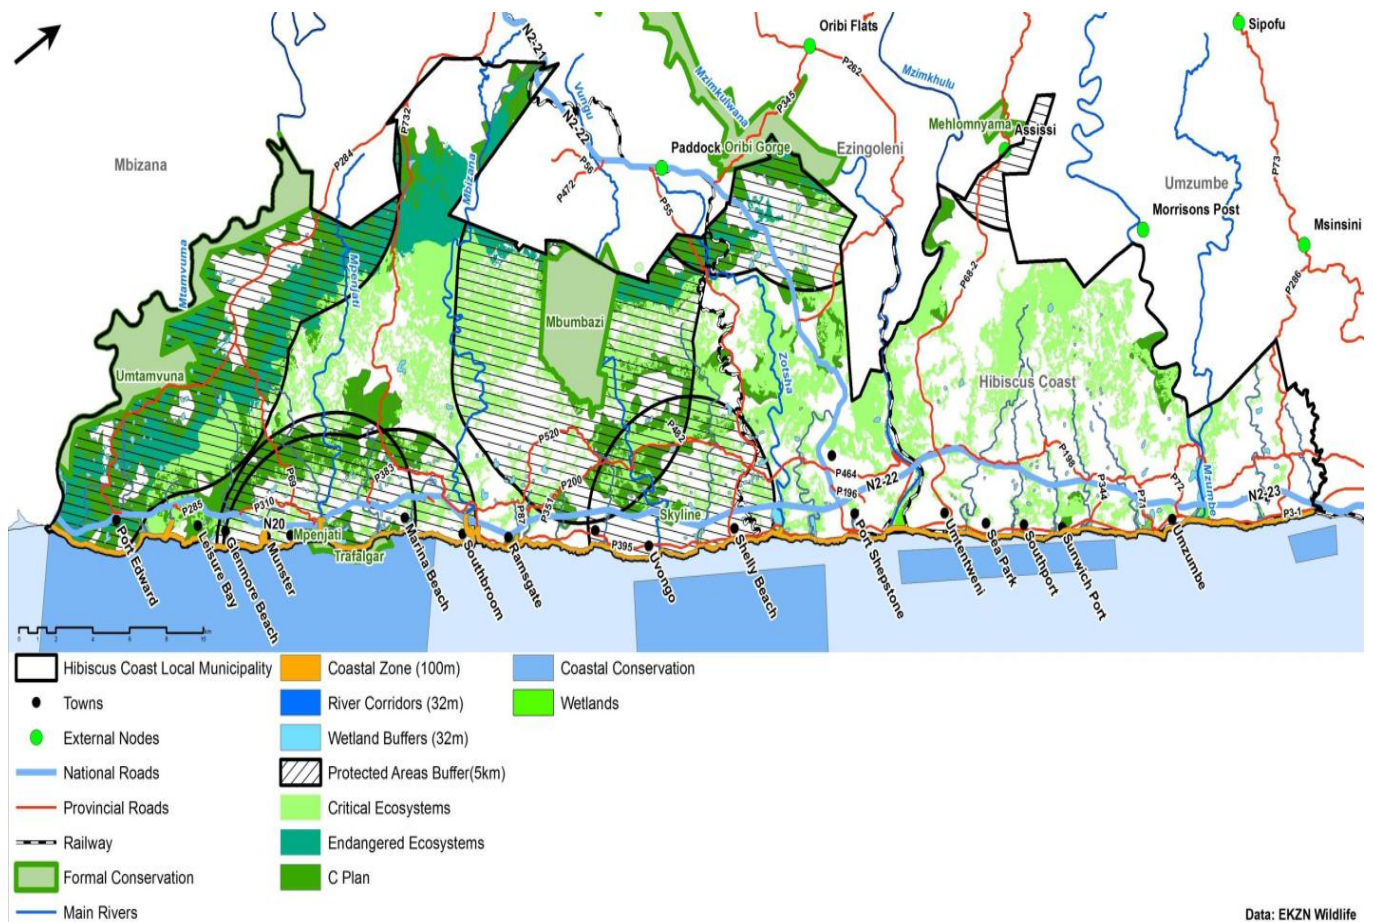 Oribi Flats
Sipofu
N2-21
P262
Mzimkhulu
Vungu
Mzimkulwana
P345
P732
N2-22
Mehlomnyama
Assissi
P73
Mbizana
P284
Paddock
Oribi Gorge
Ezingoleni
P56
P47/2
Mbizana
Umzumbe
Morrisons Post
P55
Msinsini
Mtamvuma
Mpenjati
P68-2
P286
Mbumbazi
Zotsha
Hibiscus Coast
Umtamvuna
P520
P482
P69
P383
P464
P198
P200
N2-22
P196
P344
P72
P285
P310
P87
P71
Mzumbe
N2-23
N20
Skyline
P3-1
Mpenjati
Trafalgar
P395
Port Edward
Leisure Bay
Glenmore Beach
Munster
Marina Beach
Southbroom
Ramsgate
Uvongo
Shelly Beach
Port Shepstone
Umtentweni
Sea Park
Southport
Sunwich Port
Umzumbe
Hibiscus Coast Local Municipality
Towns
External Nodes
National Roads
Provincial Roads
Railway
Formal Conservation
Main Rivers
Coastal Zone (100m)
River Corridors (32m)
Wetland Buffers (32m)
Protected Areas Buffer(5km)
Critical Ecosystems
Endangered Ecosystems
C Plan
Coastal Conservation
Wetlands
Data: EKZN Wildlife